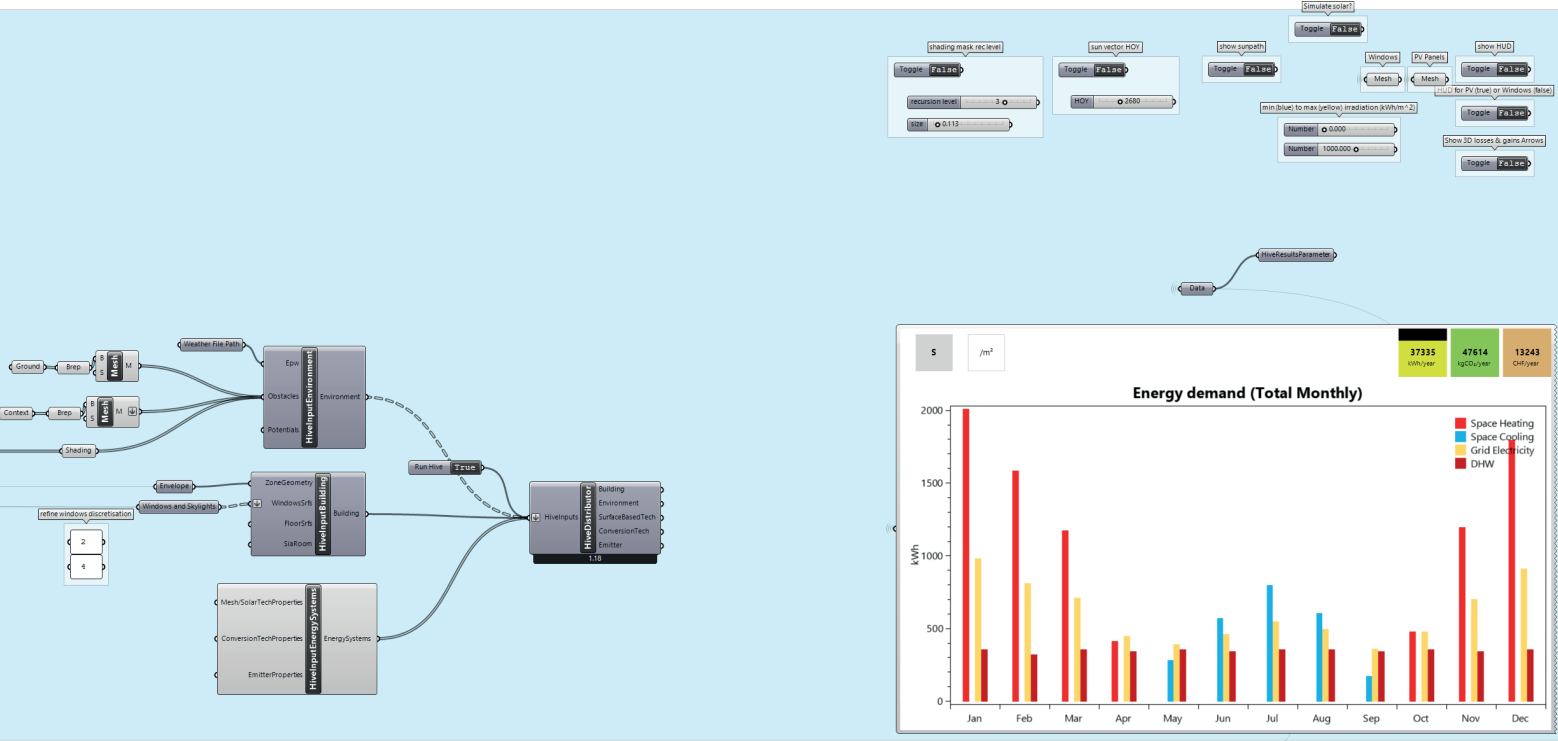 Simulate solar?
Toggle False
shading mask rec level
Toggle False
recursion level 3
size 0.113
sun vector HOY
Toggle False
HOY 2680
show sunpath
Toggle False
Windows
Mesh
PV Panels
Mesh
show HUD
Toggle False
HUD for PV (true) or Windows (false)
Toggle False
min (blue) to max (yellow) irradiation (kWh/m^2)
Number 0.000
Number 1000.000
Show 3D losses & gains Arrows
Toggle False
HiveResultsParameter
Data
Weather File Path
Ground
Brep
B
S
Mesh
M
Context
Brep
B
S
Mesh
M
Shading
Epw
Obstacles
Potentials
HiveInputEnvironment
Environment
Run Hive True
Envelope
Windows and Skylights
refine windows discretisation
2
4
ZoneGeometry
WindowsSrfs
FloorSrfs
SiaRoom
HiveInputBuilding
Building
Mesh/SolarTechProperties
ConversionTechProperties
EmitterProperties
HiveInputEnergySystems
EnergySystems
HiveInputs
HiveDistributor
Building
Environment
SurfaceBasedTech
ConversionTech
Emitter
1.18
S
/m²
37335
kWh/year
47614
kgCO₂/year
13243
CHF/year
Energy demand (Total Monthly)
Space Heating
Space Cooling
Grid Electricity
DHW
kWh
2000
1500
1000
500
0
Jan Feb Mar Apr May Jun Jul Aug Sep Oct Nov Dec